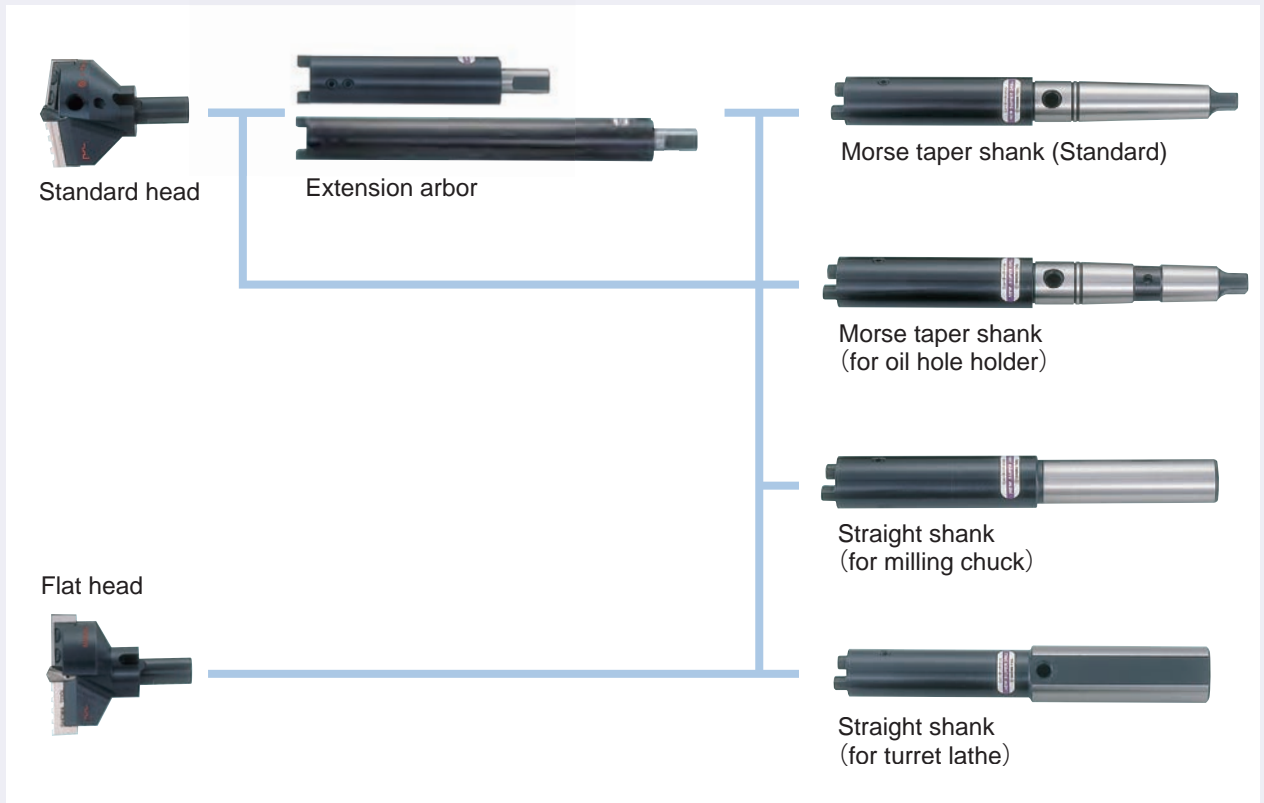 Standard head
Extension arbor
Morse taper shank (Standard)
Morse taper shank
（for oil hole holder）
Straight shank
（for milling chuck）
Flat head
Straight shank
（for turret lathe）